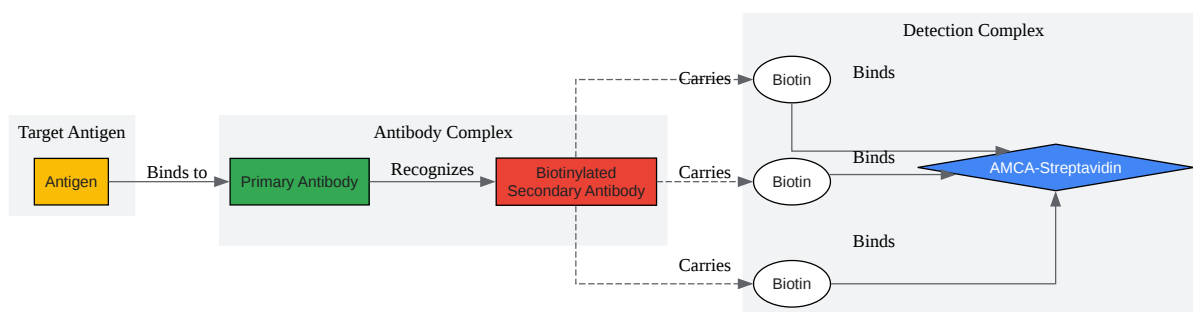 Detection Complex
Carries
Biotin
Binds
Target Antigen
Antibody Complex
Antigen
Binds to
Primary Antibody
Recognizes
Biotinylated
Secondary Antibody
Carries
Biotin
Binds
AMCA-Streptavidin
Carries
Biotin
Binds